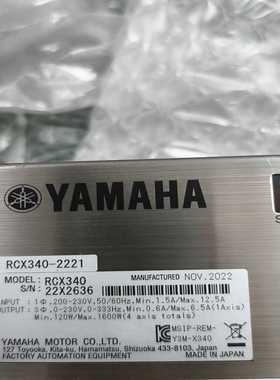 YAMAHA
RCX340-2221
MODEL: RCX340
MANUFACTURED NOV.2022
S/N: 22X2636
INPUT : 1Φ,200-230V,50/60Hz,Min.1.5A/Max.12.5A
OUTPUT: 3Φ,0-230V,0-333Hz,Min.0.6A/Max.6.5A(1Axis)
Min.120W/Max.1600W(4 axis totals)
MSIP-REM-
Y3M-X340
YAMAHA MOTOR CO.,LTD.
127 Toyooka, Kita-ku, Hamamatsu, Shizuoka 433-8103, Japan
FACTORY AUTOMATION EQUIPMENT
MADE IN JAPAN